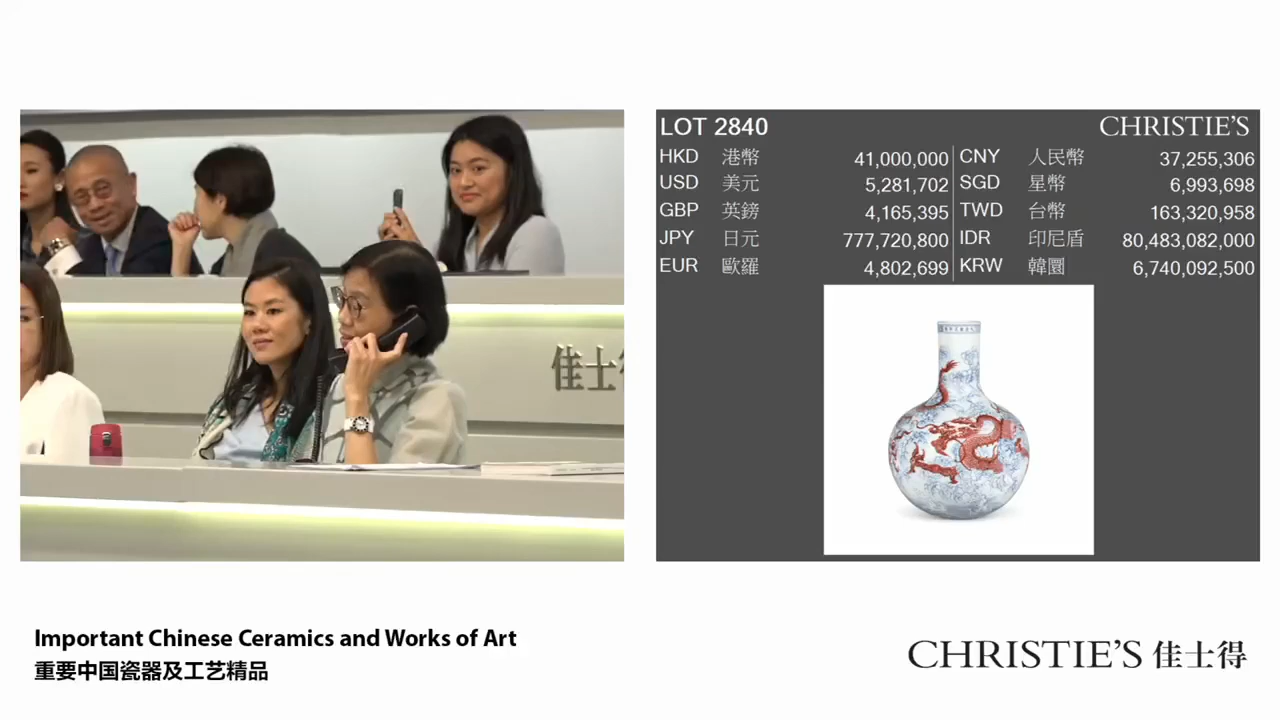 佳士
LOT 2840
CHRISTIE'S
HKD 港幣 41,000,000 CNY 人民幣 37,255,306
USD 美元 5,281,702 SGD 星幣 6,993,698
GBP 英鎊 4,165,395 TWD 台幣 163,320,958
JPY 日元 777,720,800 IDR 印尼盾 80,483,082,000
EUR 歐羅 4,802,699 KRW 韓圜 6,740,092,500
Important Chinese Ceramics and Works of Art
重要中国瓷器及工艺精品
CHRISTIE'S 佳士得